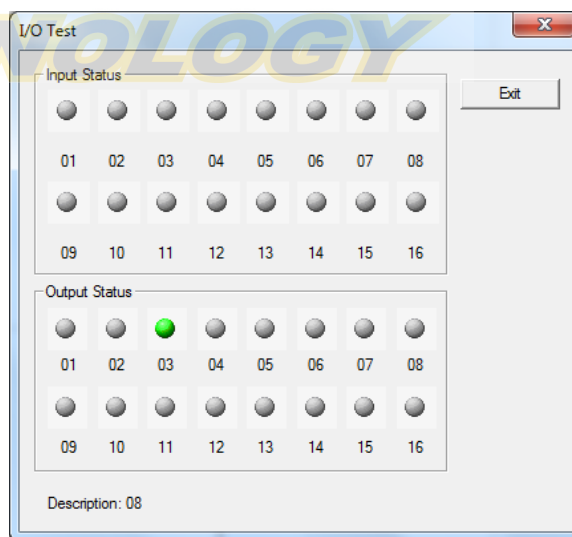 I/O Test
NOLOGY
Input Status
Exit
01 02 03 04 05 06 07 08
09 10 11 12 13 14 15 16
Output Status
01 02 03 04 05 06 07 08
09 10 11 12 13 14 15 16
Description: 08